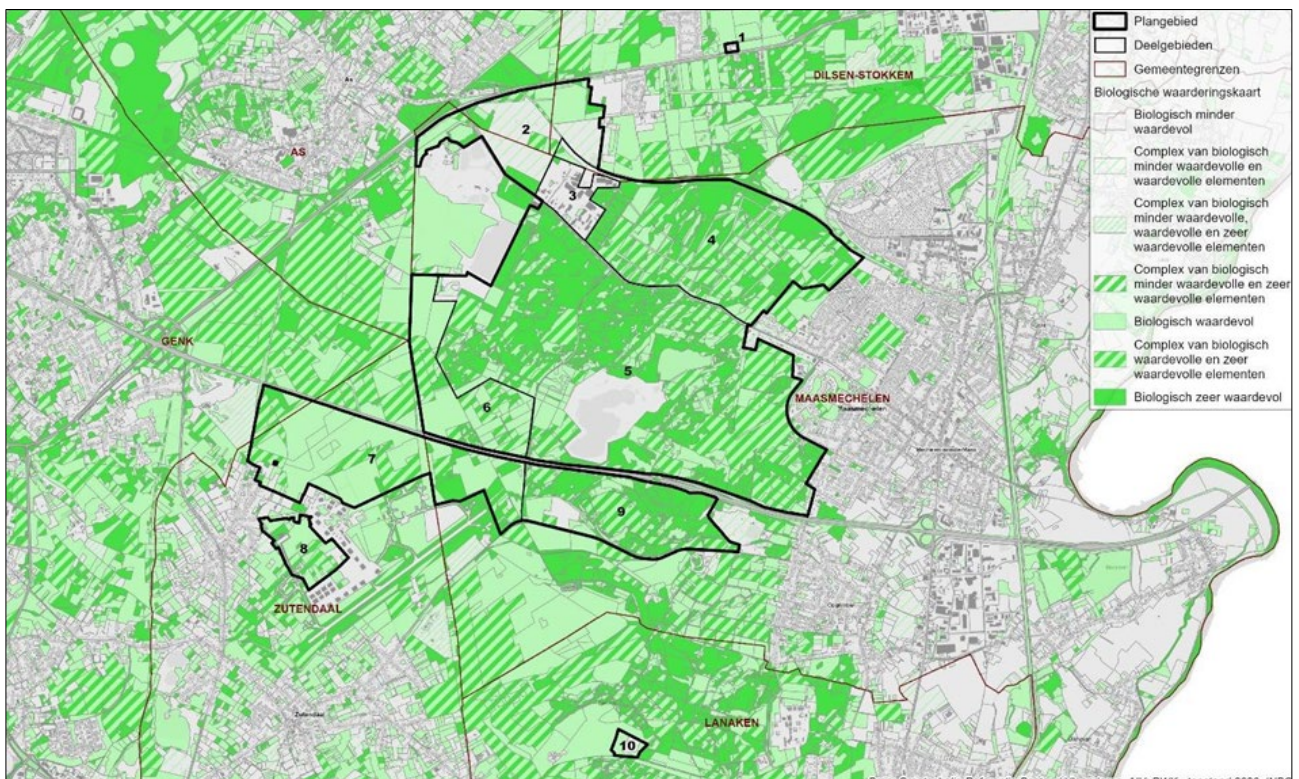 1
DILSEN-STOKKEM
AS
As
2
3
4
GENK
5
MAASMECHELEN
Maasmechelen
6
7
9
8
ZUTENDAAL
Zutendaal
LANAKEN
10
Plangebied
Deelgebieden
Gemeentegrenzen
Biologische waarderingskaart
Biologisch minder
waardevol
Complex van biologisch
minder waardevolle en
waardevolle elementen
Complex van biologisch
minder waardevolle,
waardevolle en zeer
waardevolle elementen
Complex van biologisch
minder waardevolle en zeer
waardevolle elementen
Biologisch waardevol
Complex van biologisch
waardevolle en zeer
waardevolle elementen
Biologisch zeer waardevol